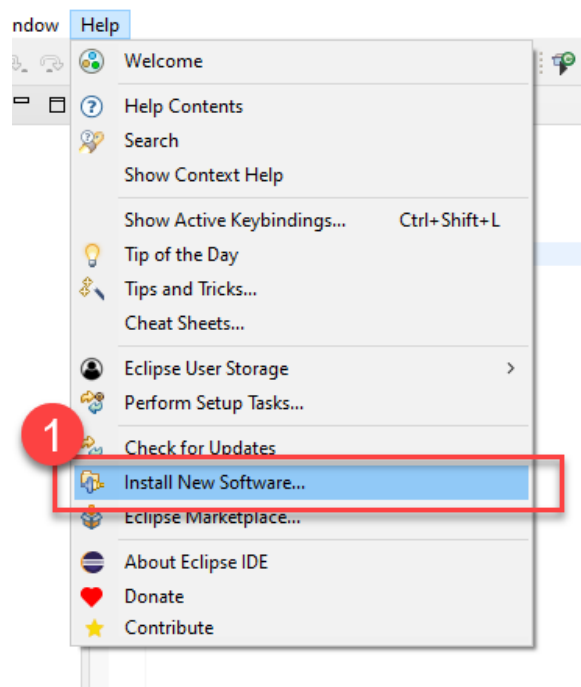 ndow Help
Welcome
Help Contents
Search
Show Context Help
Show Active Keybindings... Ctrl+Shift+L
Tip of the Day
Tips and Tricks...
Cheat Sheets...
Eclipse User Storage
Perform Setup Tasks...
1
Check for Updates
Install New Software...
Eclipse Marketplace...
About Eclipse IDE
Donate
Contribute